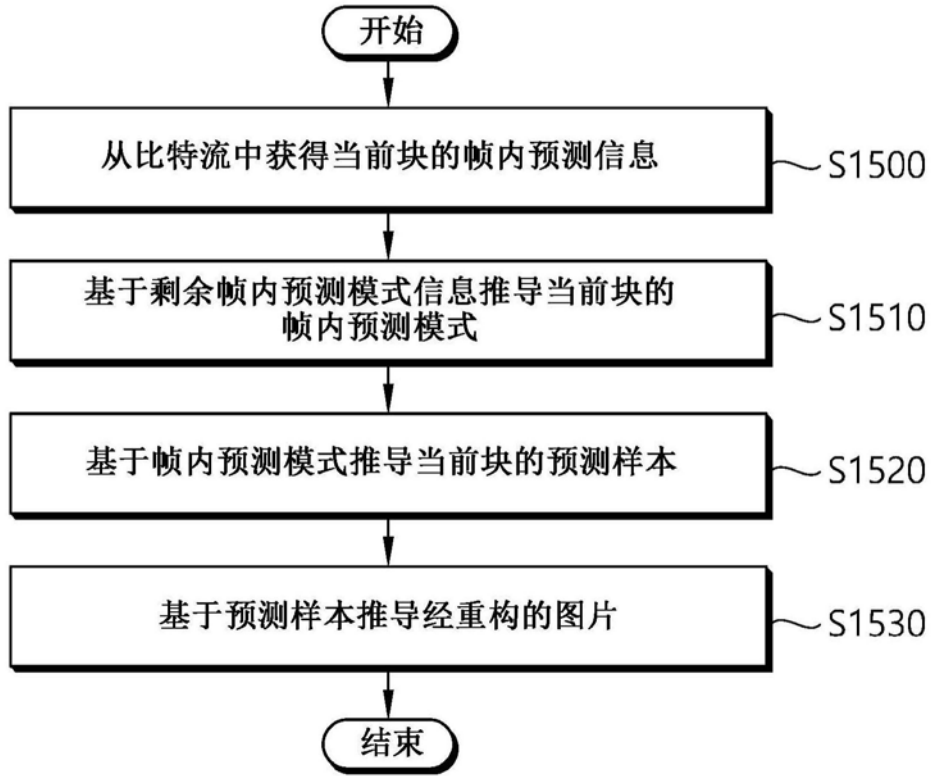 开始
从比特流中获得当前块的帧内预测信息
S1500
基于剩余帧内预测模式信息推导当前块的
帧内预测模式
S1510
基于帧内预测模式推导当前块的预测样本
S1520
基于预测样本推导经重构的图片
S1530
结束